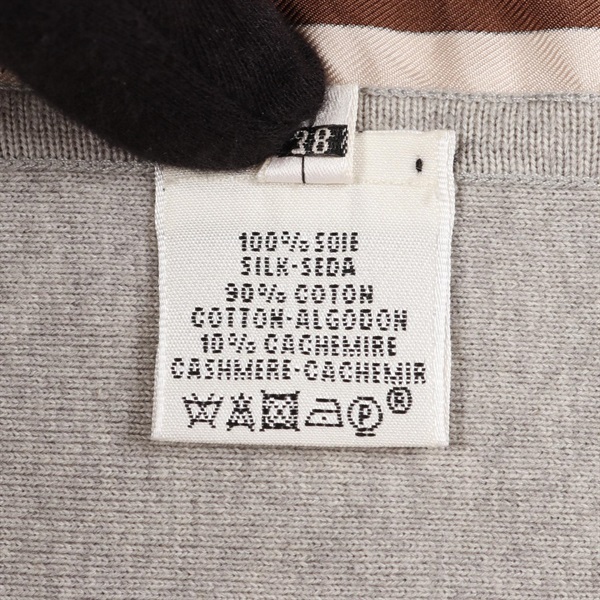 38
100% SOIE
SILK-SEDA
90% COTON
COTTON-ALGODON
10% CACHEMIRE
CASHMERE-CACHEMIR
P ®